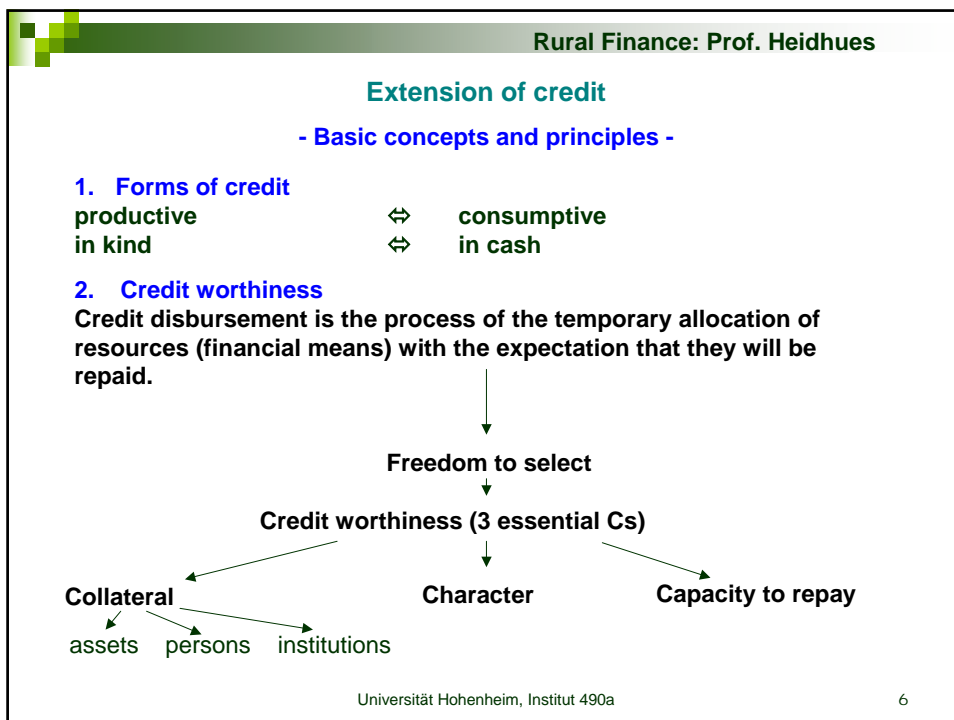 Rural Finance: Prof. Heidhues
Extension of credit
- Basic concepts and principles -
1. Forms of credit
productive ⇔ consumptive
in kind ⇔ in cash
2. Credit worthiness
Credit disbursement is the process of the temporary allocation of
resources (financial means) with the expectation that they will be
repaid.
Freedom to select
Credit worthiness (3 essential Cs)
Collateral Character Capacity to repay
assets persons institutions
Universität Hohenheim, Institut 490a 6